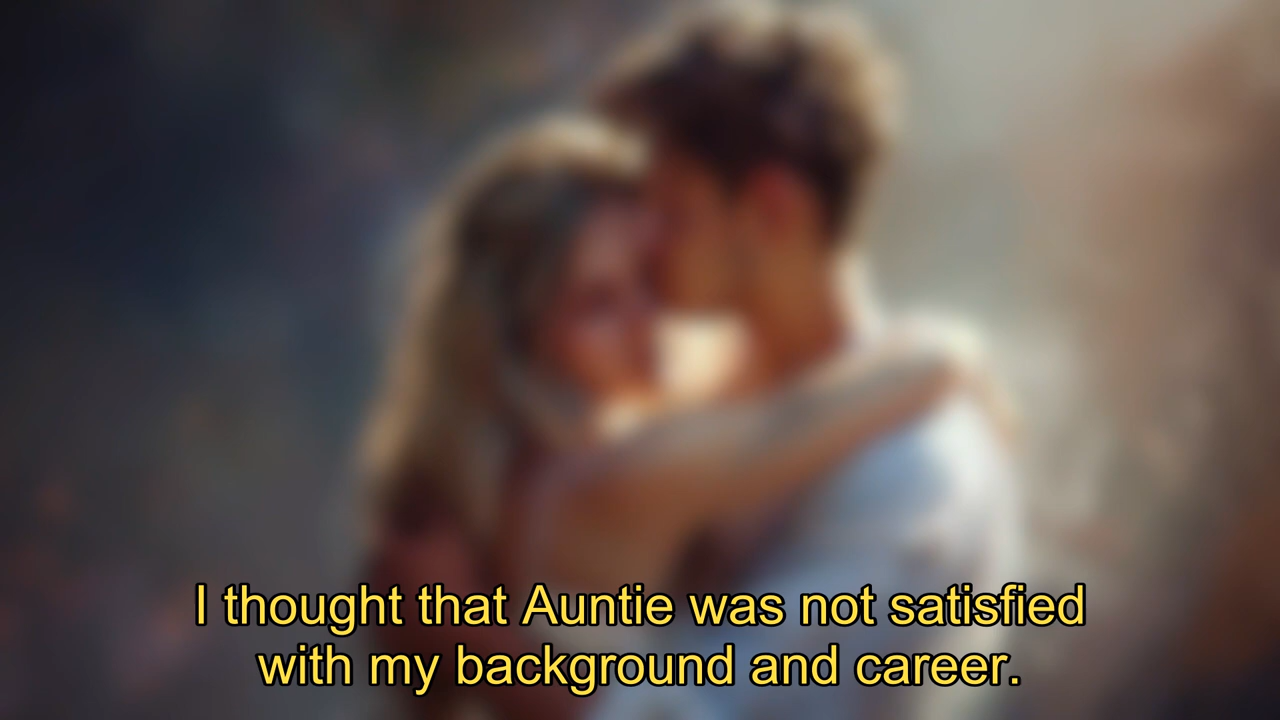 I thought that Auntie was not satisfied
with my background and career.